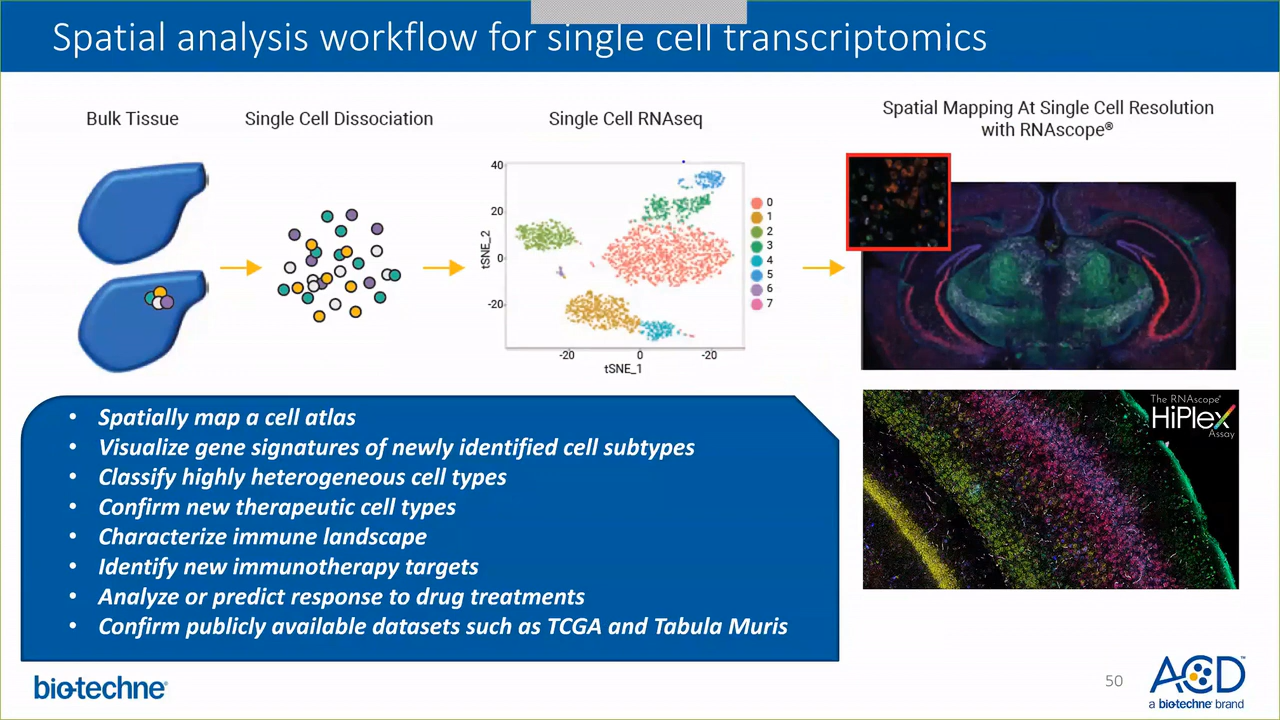 Spatial analysis workflow for single cell transcriptomics
Bulk Tissue
Single Cell Dissociation
Single Cell RNAseq
Spatial Mapping At Single Cell Resolution
with RNAscope®
40
20
0
-20
tSNE_2
-20
0
-20
tSNE_1
0
1
2
3
4
5
6
7
The RNAscope®
HiPlex
Assay
• Spatially map a cell atlas
• Visualize gene signatures of newly identified cell subtypes
• Classify highly heterogeneous cell types
• Confirm new therapeutic cell types
• Characterize immune landscape
• Identify new immunotherapy targets
• Analyze or predict response to drug treatments
• Confirm publicly available datasets such as TCGA and Tabula Muris
bio-techne®
50
ACD™
a bio-techne brand